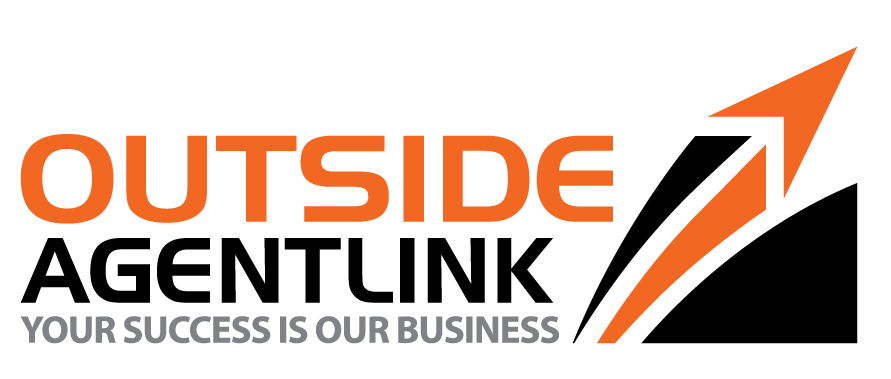 OUTSIDE
AGENTLINK
YOUR SUCCESS IS OUR BUSINESS